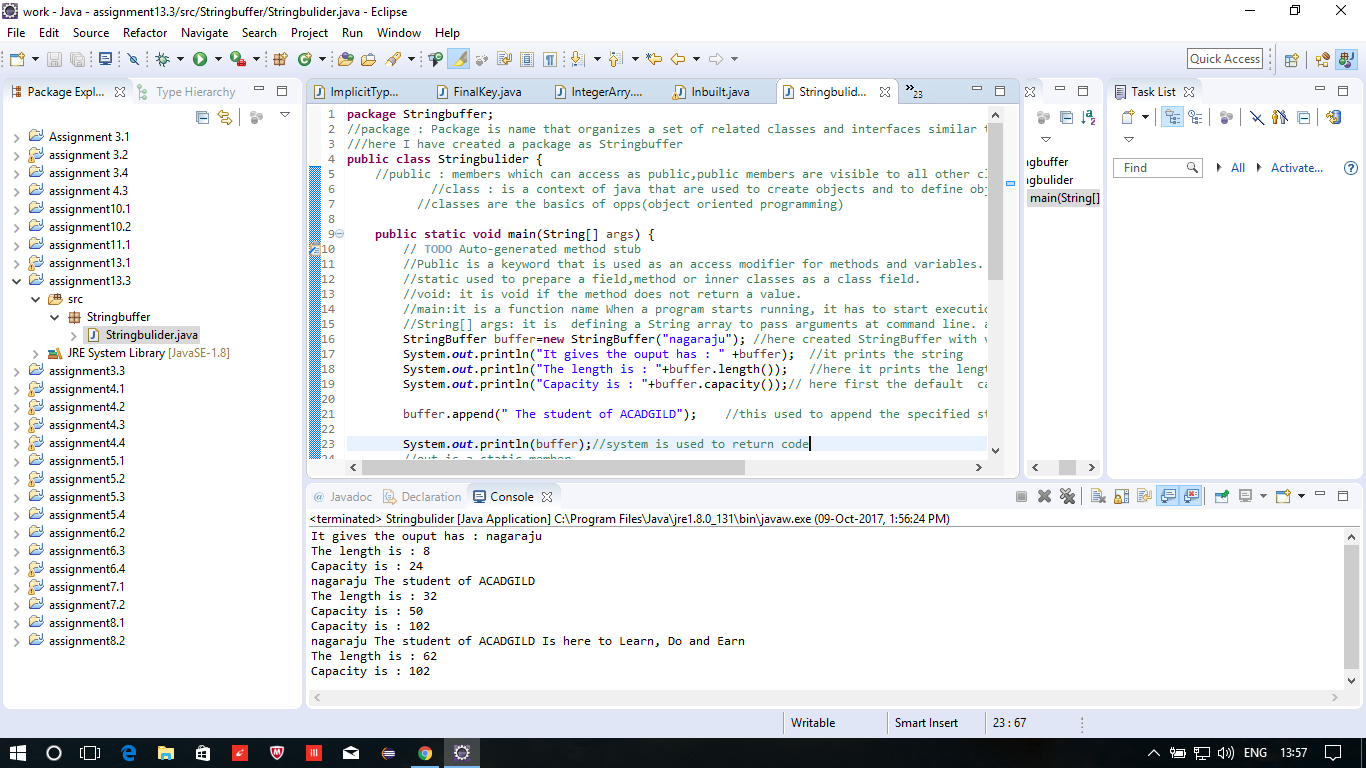 work - Java - assignment13.3/src/Stringbuffer/Stringbulider.java - Eclipse
File Edit Source Refactor Navigate Search Project Run Window Help
Quick Access
Package Expl... Type Hierarchy
Assignment 3.1
assignment 3.2
assignment 3.4
assignment 4.3
assignment10.1
assignment10.2
assignment11.1
assignment13.1
assignment13.3
src
Stringbuffer
Stringbulider.java
JRE System Library [JavaSE-1.8]
assignment3.3
assignment4.1
assignment4.2
assignment4.3
assignment4.4
assignment5.1
assignment5.2
assignment5.3
assignment5.4
assignment6.2
assignment6.3
assignment6.4
assignment7.1
assignment7.2
assignment8.1
assignment8.2
ImplicitTyp... FinalKey.java IntegerArray.... Inbuilt.java Stringbulid... »23
1 package Stringbuffer;
2 //package : Package is name that organizes a set of related classes and interfaces similar t
3 ///here I have created a package as Stringbuffer
4 public class Stringbulider {
5 //public : members which can access as public,public members are visible to all other cl
6 //class : is a context of java that are used to create objects and to define obj
7 //classes are the basics of opps(object oriented programming)
8
9 public static void main(String[] args) {
10 // TODO Auto-generated method stub
11 //Public is a keyword that is used as an access modifier for methods and variables.
12 //static used to prepare a field,method or inner classes as a class field.
13 //void: it is void if the method does not return a value.
14 //main:it is a function name When a program starts running, it has to start executio
15 //String[] args: it is  defining a String array to pass arguments at command line. a
16 StringBuffer buffer=new StringBuffer("nagaraju"); //here created StringBuffer with v
17 System.out.println("It gives the ouput has : " +buffer);  //it prints the string
18 System.out.println("The length is : "+buffer.length());   //here it prints the lengt
19 System.out.println("Capacity is : "+buffer.capacity());// here first the default  ca
20
21 buffer.append(" The student of ACADGILD");    //this used to append the specified st
22
23 System.out.println(buffer);//system is used to return code
24 //out is a static member
ngbuffer
ngbulider
main(String[]
Task List
Find All Activate...
Javadoc Declaration Console
<terminated> Stringbulider [Java Application] C:\Program Files\Java\jre1.8.0_131\bin\javaw.exe (09-Oct-2017, 1:56:24 PM)
It gives the ouput has : nagaraju
The length is : 8
Capacity is : 24
nagaraju The student of ACADGILD
The length is : 32
Capacity is : 50
Capacity is : 102
nagaraju The student of ACADGILD Is here to Learn, Do and Earn
The length is : 62
Capacity is : 102
Writable Smart Insert 23 : 67
ENG 13:57